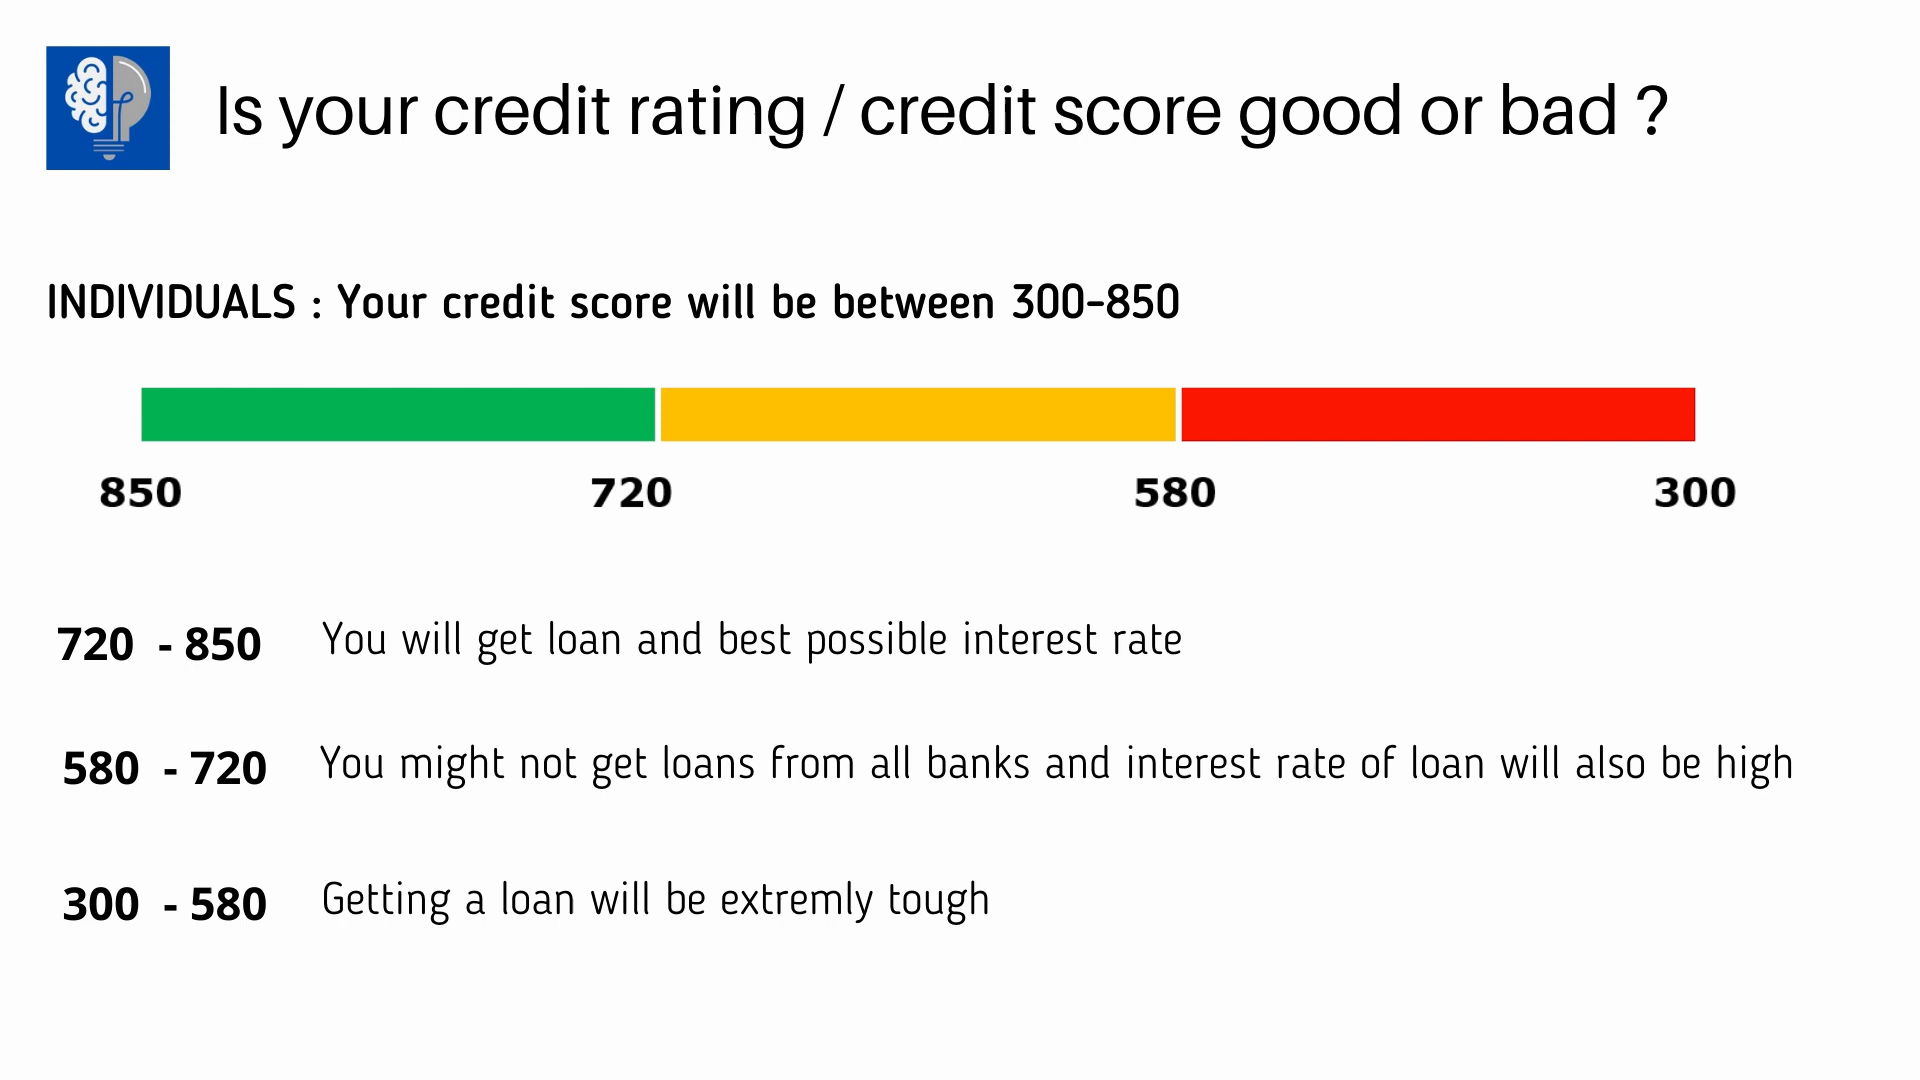 Is your credit rating / credit score good or bad ?
INDIVIDUALS : Your credit score will be between 300-850
850 720 580 300
720 - 850 You will get loan and best possible interest rate
580 - 720 You might not get loans from all banks and interest rate of loan will also be high
300 - 580 Getting a loan will be extremly tough